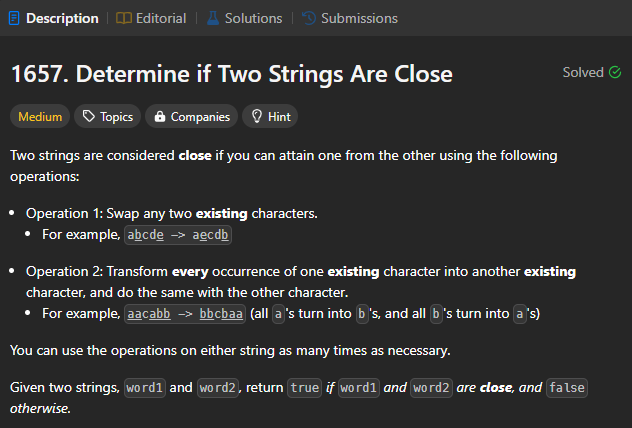 Description | Editorial | Solutions | Submissions
1657. Determine if Two Strings Are Close
Solved
Medium Topics Companies Hint
Two strings are considered close if you can attain one from the other using the following
operations:
• Operation 1: Swap any two existing characters.
• For example, abcde -> aecdb
• Operation 2: Transform every occurrence of one existing character into another existing
character, and do the same with the other character.
• For example, aacabb -> bbcbaa (all a's turn into b's, and all b's turn into a's)
You can use the operations on either string as many times as necessary.
Given two strings, word1 and word2, return true if word1 and word2 are close, and false
otherwise.